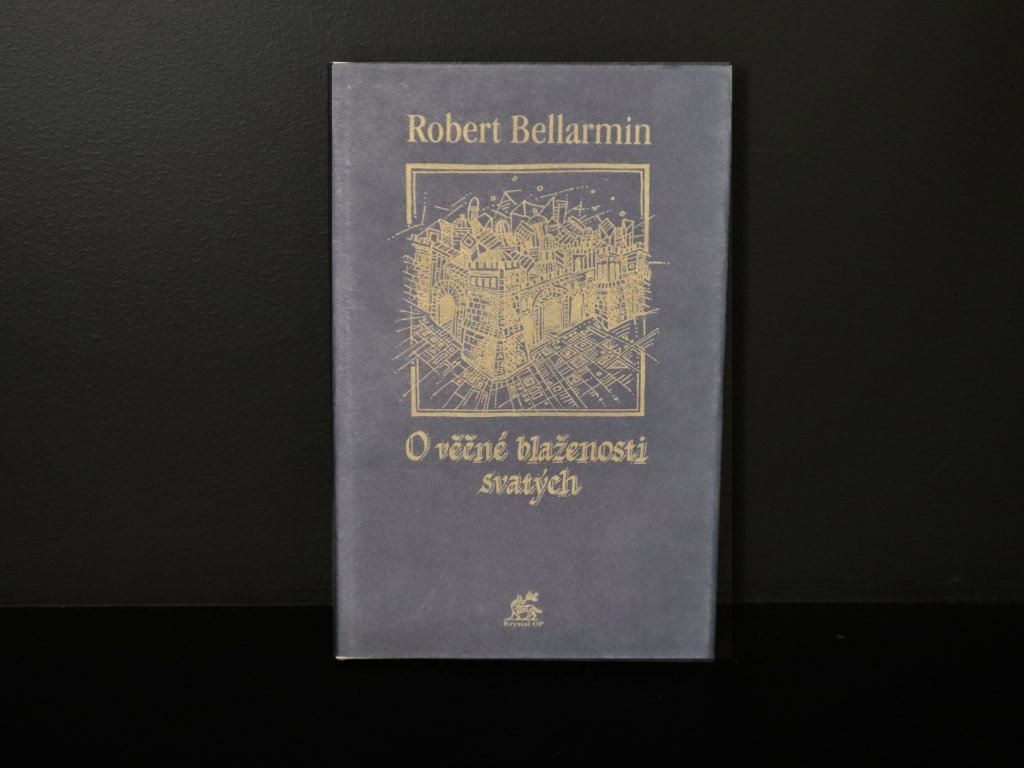 Robert Bellarmin
O věčné blaženosti
svatých
Krystal OP